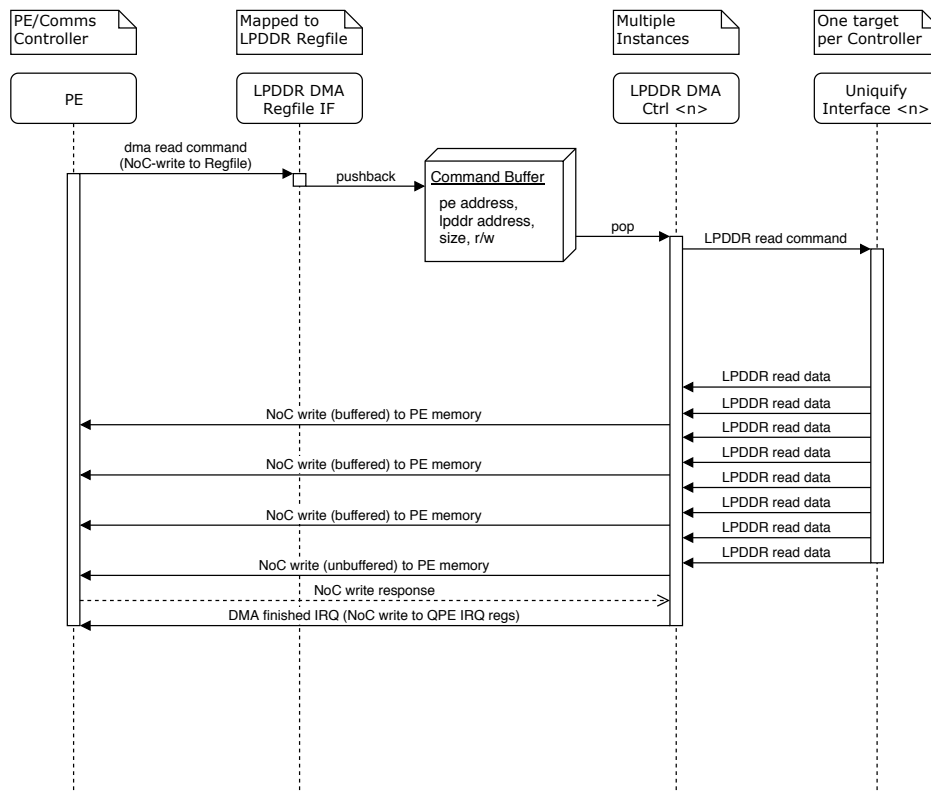 PE/Comms
Controller
Mapped to
LPDDR Regfile
Multiple
Instances
One target
per Controller
PE
LPDDR DMA
Regfile IF
LPDDR DMA
Ctrl <n>
Uniquify
Interface <n>
dma read command
(NoC-write to Regfile)
pushback
Command Buffer
pe address,
lpddr address,
size, r/w
pop
LPDDR read command
LPDDR read data
LPDDR read data
NoC write (buffered) to PE memory
LPDDR read data
LPDDR read data
NoC write (buffered) to PE memory
LPDDR read data
LPDDR read data
NoC write (buffered) to PE memory
LPDDR read data
LPDDR read data
NoC write (unbuffered) to PE memory
NoC write response
DMA finished IRQ (NoC write to QPE IRQ regs)